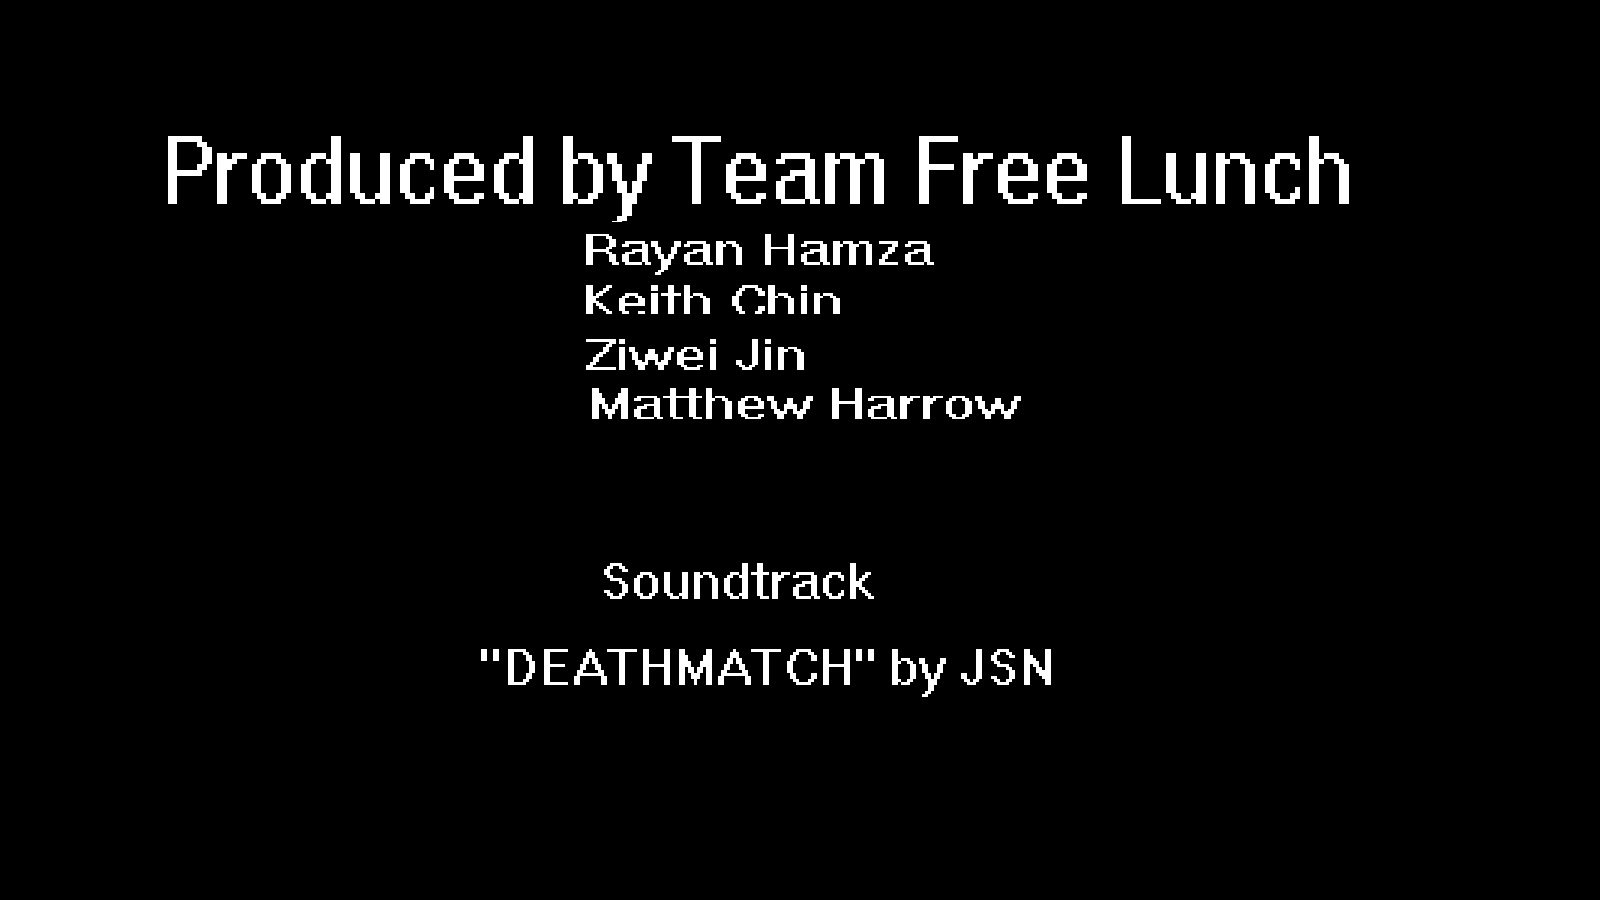 Produced by Team Free Lunch
Rayan Hamza
Keith Chin
Ziwei Jin
Matthew Harrow
Soundtrack
"DEATHMATCH" by JSN